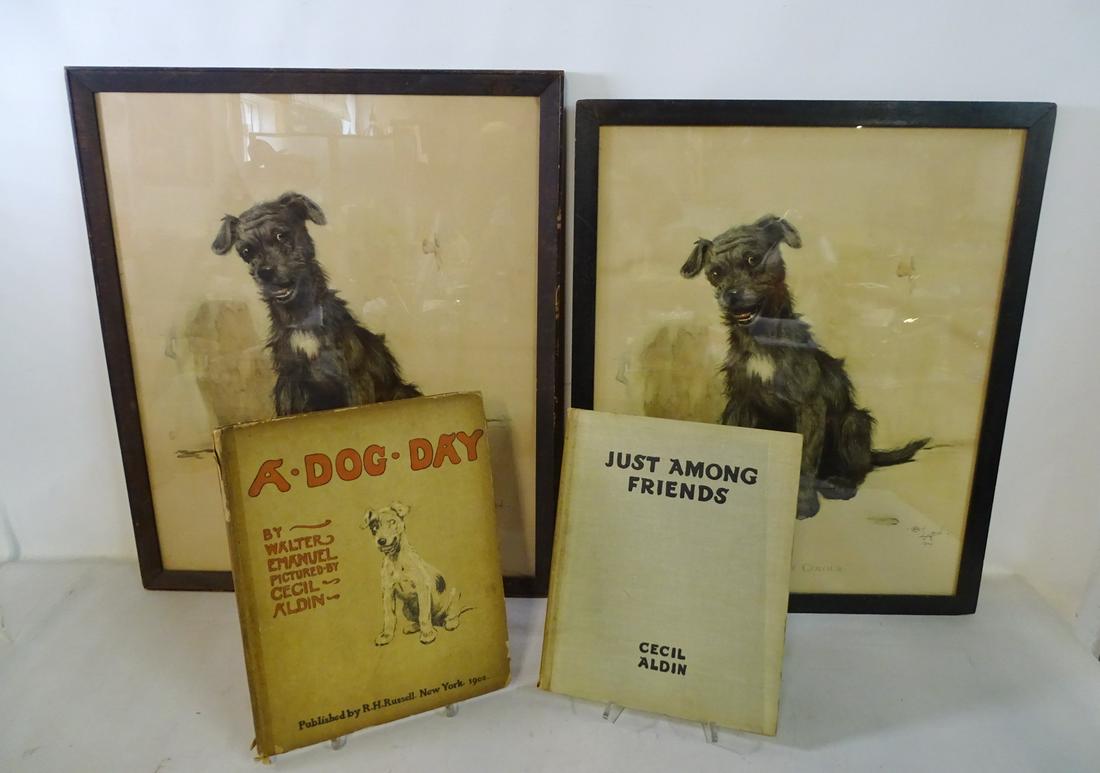 A·DOG·DAY
BY
WALTER
EMANUEL
PICTURED·BY
CECIL
ALDIN
Published by R.H. Russell. New York. 1902.
JUST AMONG
FRIENDS
CECIL
ALDIN
COLOUR